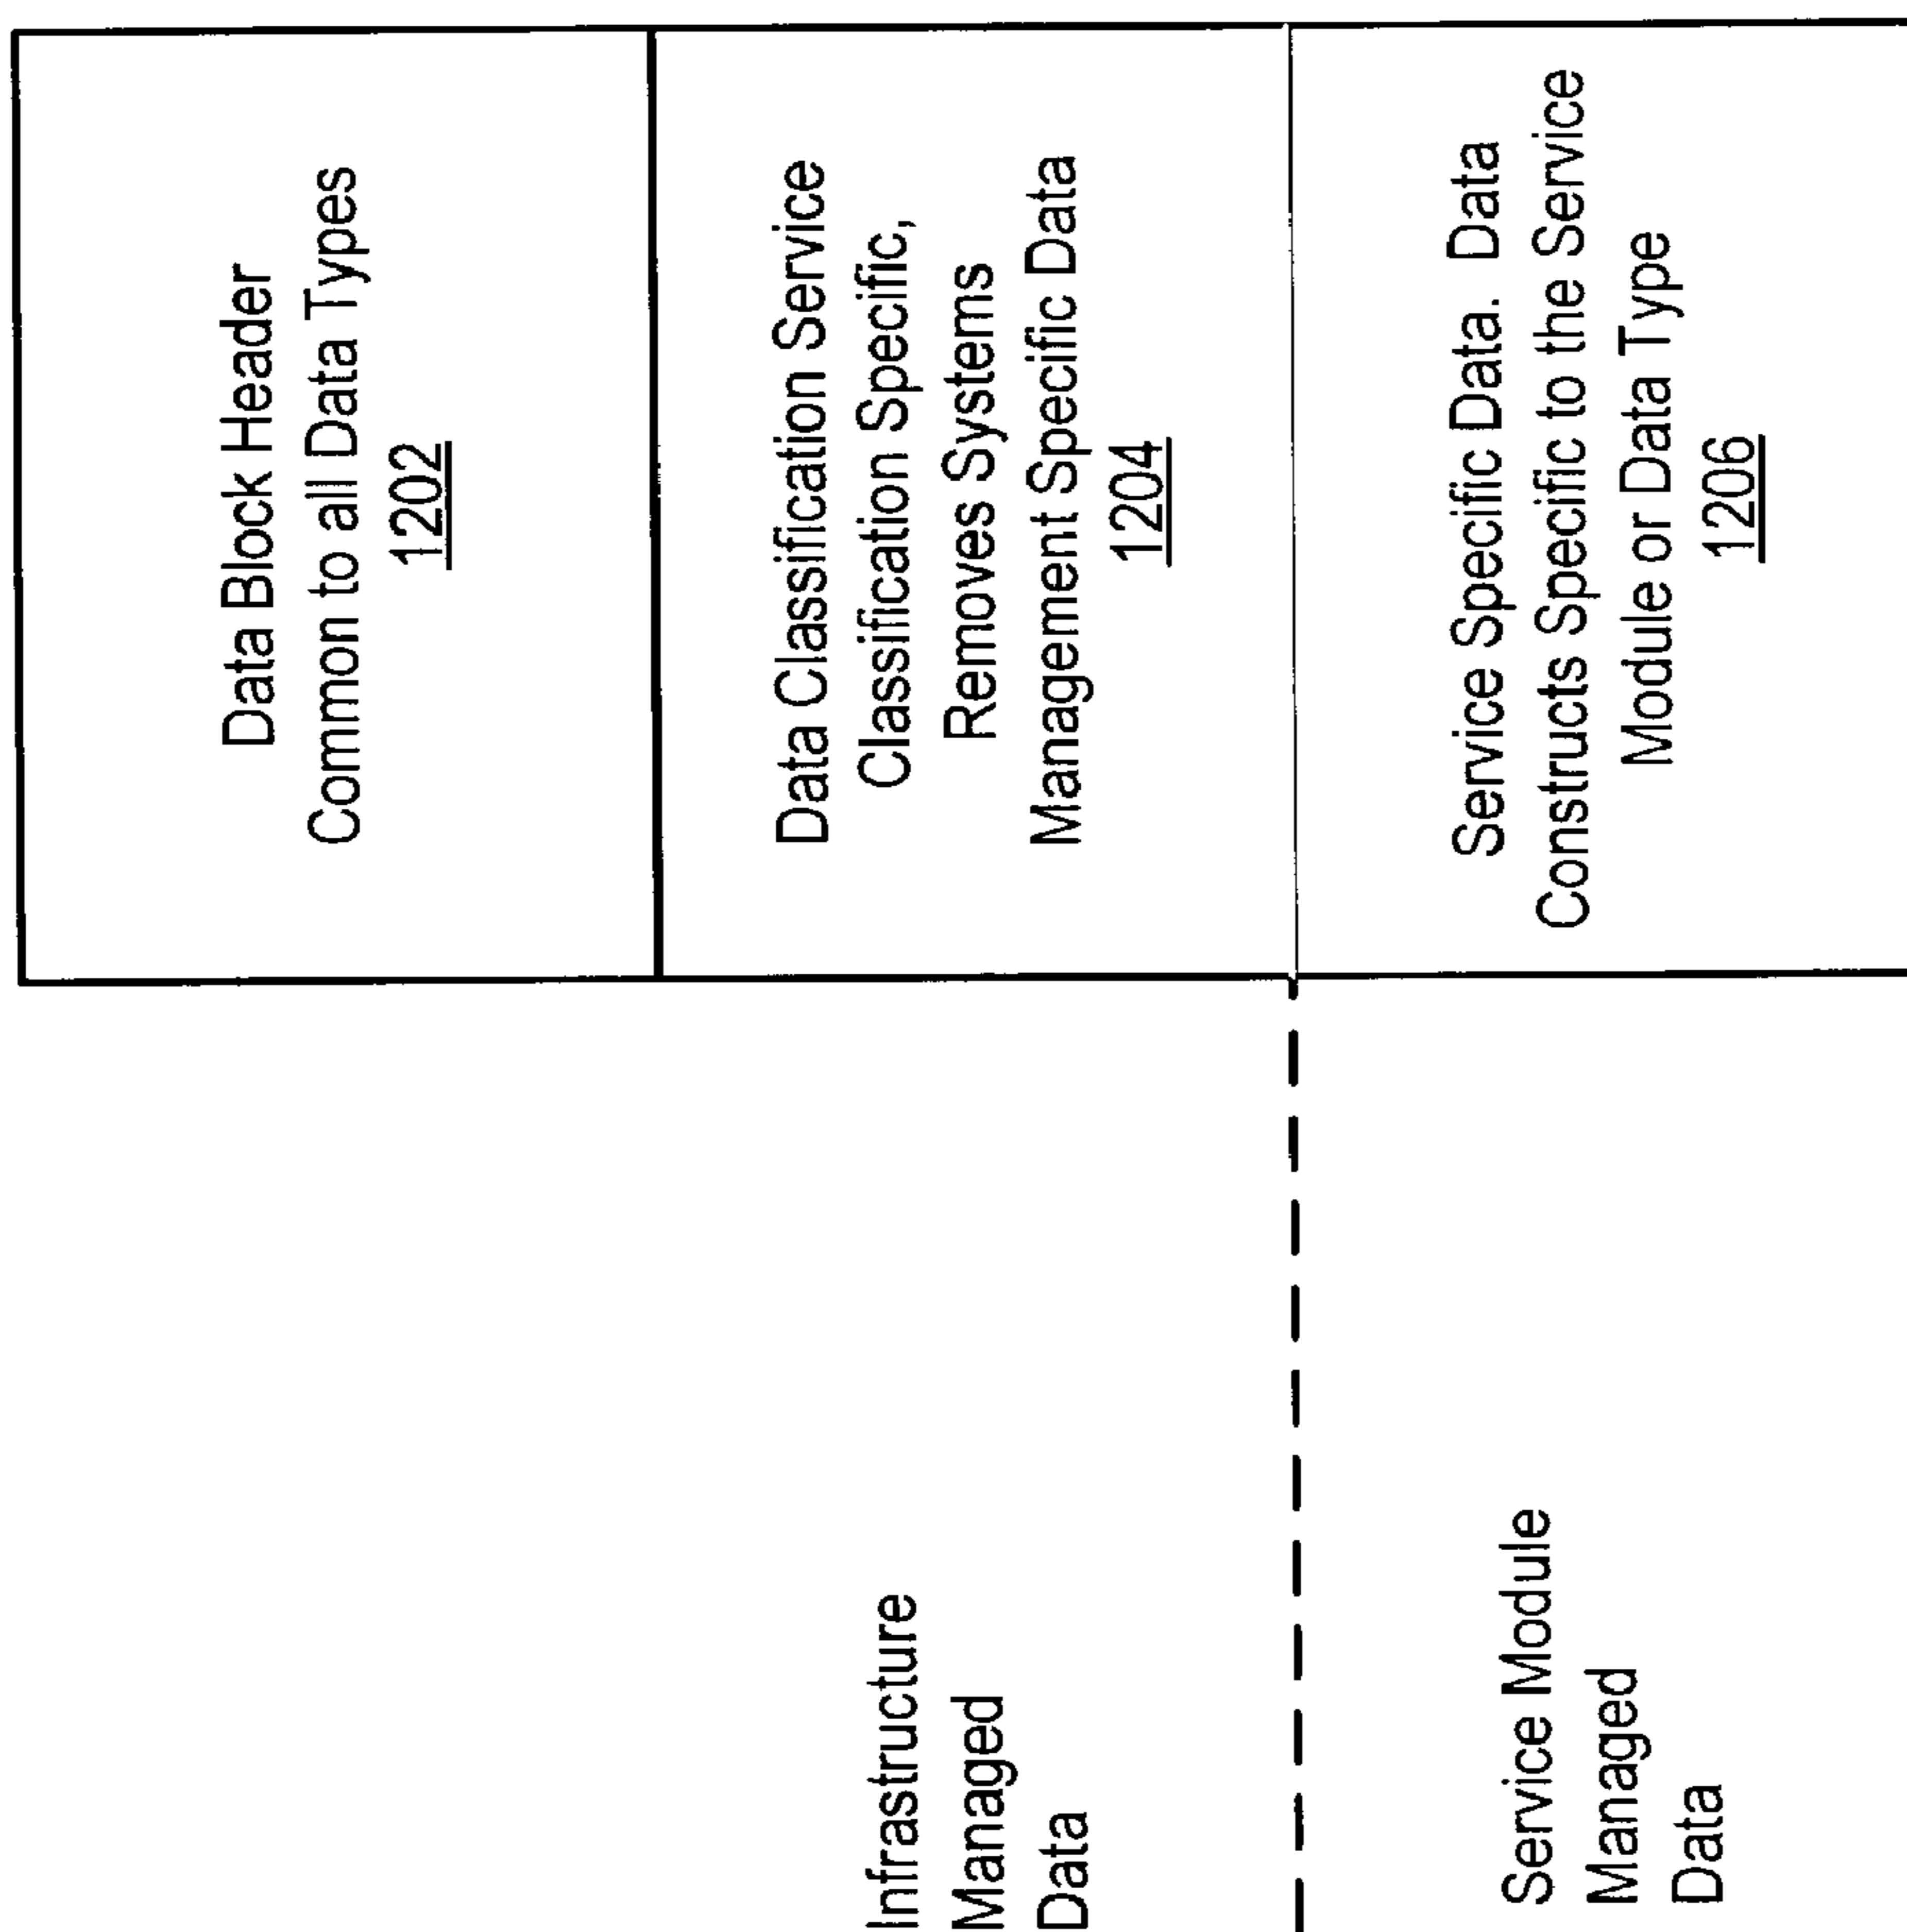 Data Block Header
Common to all Data Types
1202
Infrastructure
Managed
Data
Data Classification Service
Classification Specific,
Removes Systems
Management Specific Data
1204
Service Module
Managed
Data
Service Specific Data. Data
Constructs Specific to the Service
Module or Data Type
1206